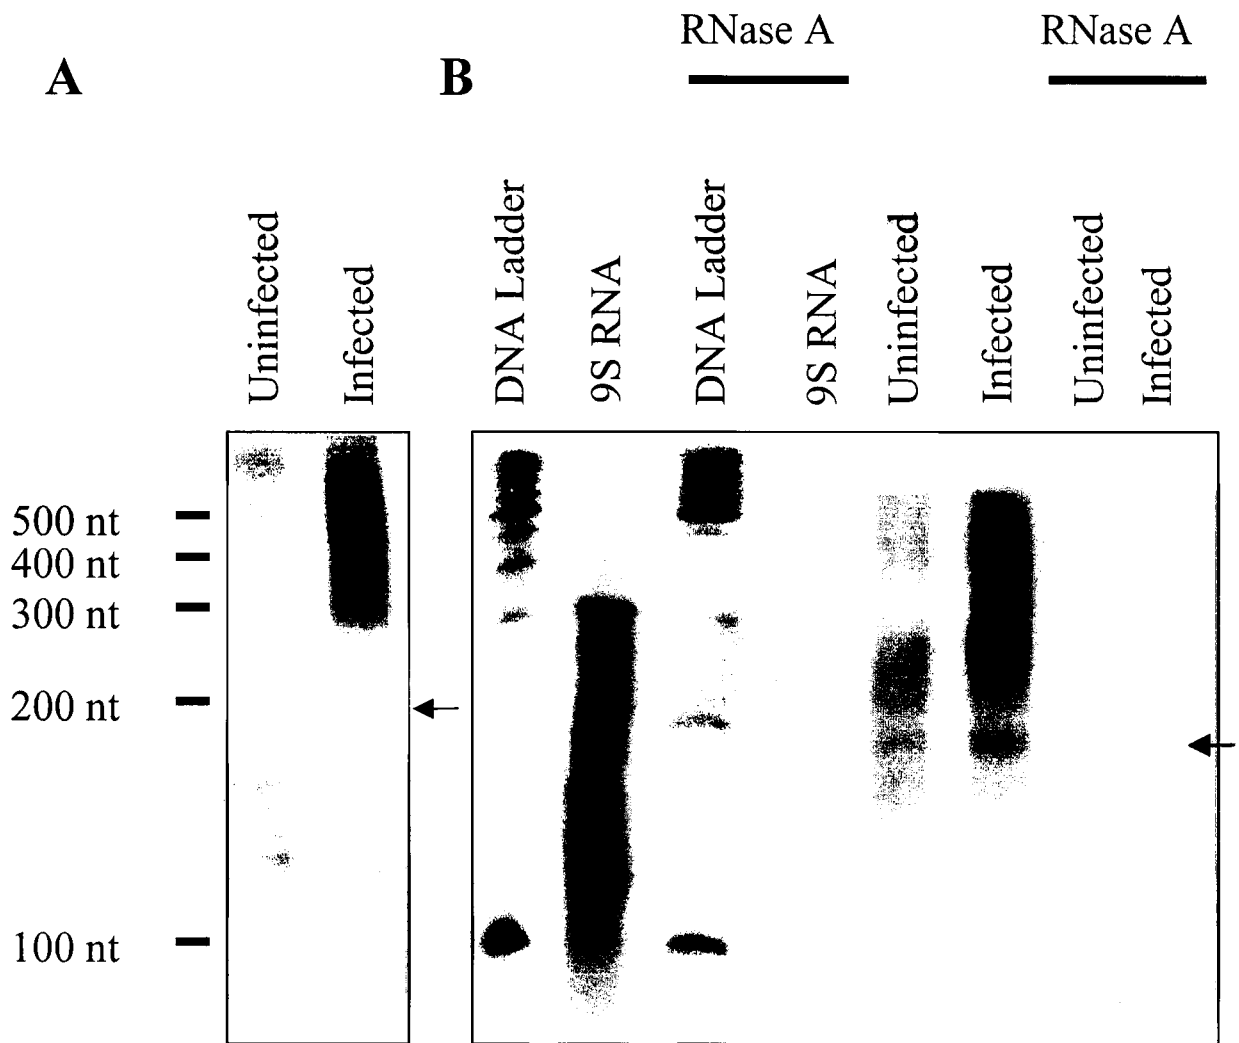 RNase A
RNase A
A
B
Uninfected
Infected
DNA Ladder
9S RNA
DNA Ladder
9S RNA
Uninfected
Infected
Uninfected
Infected
500 nt
400 nt
300 nt
200 nt
100 nt